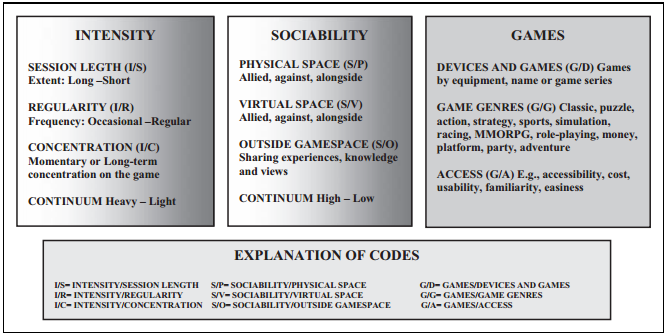 INTENSITY
SESSION LEGTH (I/S)
Extent: Long –Short
REGULARITY (I/R)
Frequency: Occasional –Regular
CONCENTRATION (I/C)
Momentary or Long-term
concentration on the game
CONTINUUM Heavy – Light
SOCIABILITY
PHYSICAL SPACE (S/P)
Allied, against, alongside
VIRTUAL SPACE (S/V)
Allied, against, alongside
OUTSIDE GAMESPACE (S/O)
Sharing experiences, knowledge
and views
CONTINUUM High – Low
GAMES
DEVICES AND GAMES (G/D) Games
by equipment, name or game series
GAME GENRES (G/G) Classic, puzzle,
action, strategy, sports, simulation,
racing, MMORPG, role-playing, money,
platform, party, adventure
ACCESS (G/A) E.g., accessibility, cost,
usability, familiarity, easiness
EXPLANATION OF CODES
I/S= INTENSITY/SESSION LENGTH
I/R= INTENSITY/REGULARITY
I/C= INTENSITY/CONCENTRATION
S/P= SOCIABILITY/PHYSICAL SPACE
S/V= SOCIABILITY/VIRTUAL SPACE
S/O= SOCIABILITY/OUTSIDE GAMESPACE
G/D= GAMES/DEVICES AND GAMES
G/G= GAMES/GAME GENRES
G/A= GAMES/ACCESS